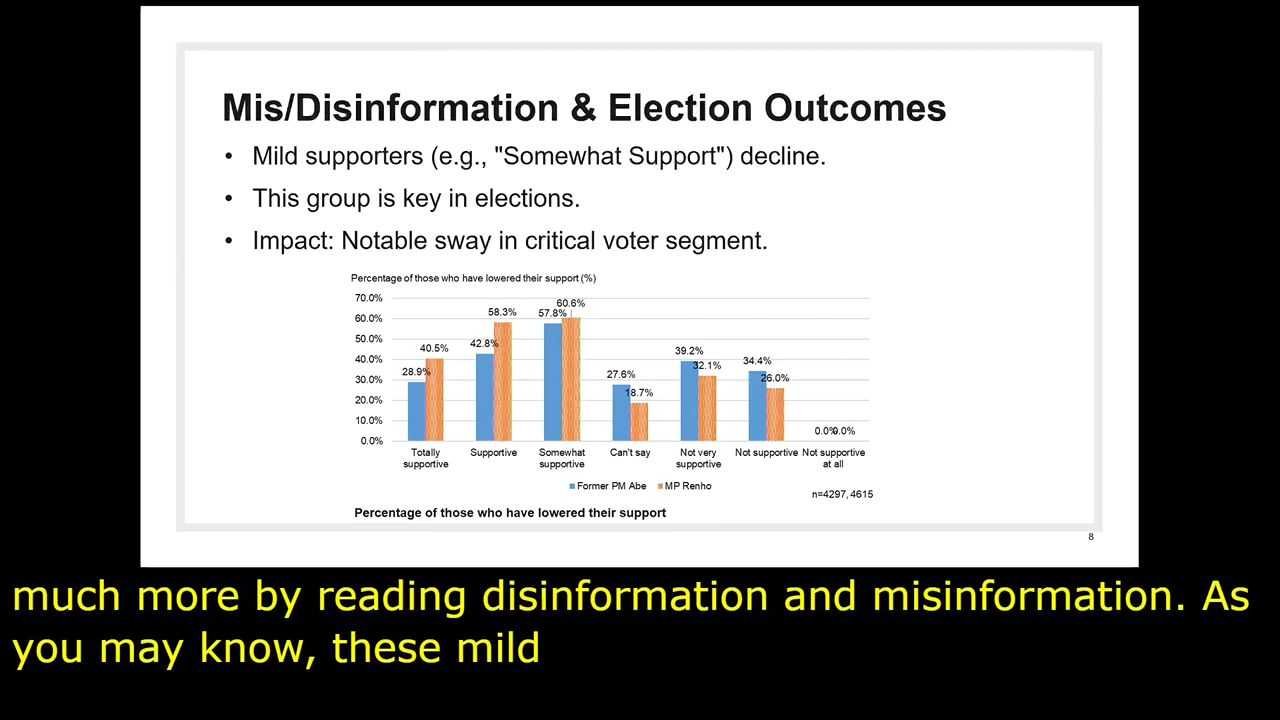 Mis/Disinformation & Election Outcomes
• Mild supporters (e.g., "Somewhat Support") decline.
• This group is key in elections.
• Impact: Notable sway in critical voter segment.
Percentage of those who have lowered their support (%)
70.0%
60.0%
50.0%
40.0%
30.0%
20.0%
10.0%
0.0%
28.9%
40.5%
42.8%
58.3%
57.8%
60.6%
27.6%
18.7%
39.2%
32.1%
34.4%
26.0%
0.0%
0.0%
Totally supportive
Supportive
Somewhat supportive
Can't say
Not very supportive
Not supportive
Not supportive at all
Former PM Abe
MP Renho
n=4297, 4615
Percentage of those who have lowered their support
8
much more by reading disinformation and misinformation. As
you may know, these mild